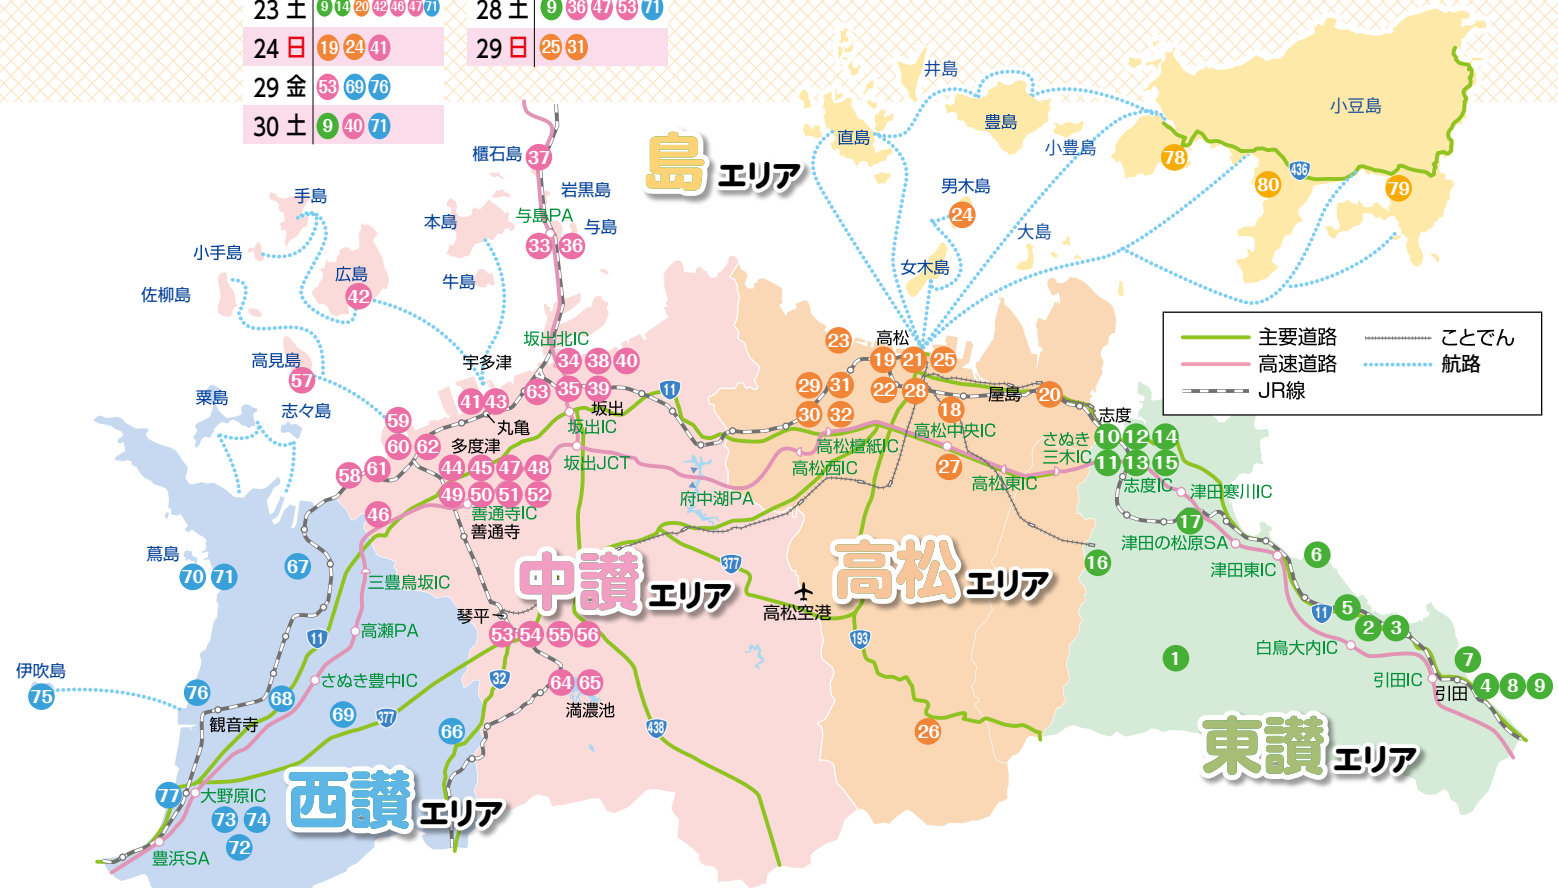 23 土 9 14 20 42 46 47 71
24 日 19 24 41
29 金 53 69 76
30 土 9 40 71
28 土 9 36 47 53 71
29 日 25 31
島エリア
井島
直島
豊島
小豊島
小豆島
78
80
436
79
男木島
24
大島
女木島
櫃石島
37
岩黒島
与島PA
与島
33 36
手島
本島
小手島
広島
42
牛島
佐柳島
高見島
57
粟島
志々島
主要道路
高速道路
JR線
ことでん
航路
坂出北IC
34 38 40
宇多津
63 35 39
坂出
41 43
丸亀
坂出IC
11
59
60 62
多度津
坂出JCT
58 61
44 45 47 48
49 50 51 52
46
善通寺IC
善通寺
府中湖PA
中讃エリア
377
琴平
53 54 55 56
32
64 65
満濃池
438
23
高松
19 21 25
29 31
22 28
30 32
18
屋島
20
高松中央IC
高松檀紙IC
高松西IC
27
高松東IC
高松エリア
高松空港
193
26
志度
さぬき三木IC
10 12 14
11 13 15
志度IC
津田寒川IC
17
津田の松原SA
16
津田東IC
6
11
5
2 3
1
白鳥大内IC
7
引田IC
引田
4 8 9
東讃エリア
蔦島
70 71
67
三豊鳥坂IC
11
高瀬PA
伊吹島
75
76
さぬき豊中IC
68
69
377
観音寺
66
77
大野原IC
73 74
72
豊浜SA
西讃エリア